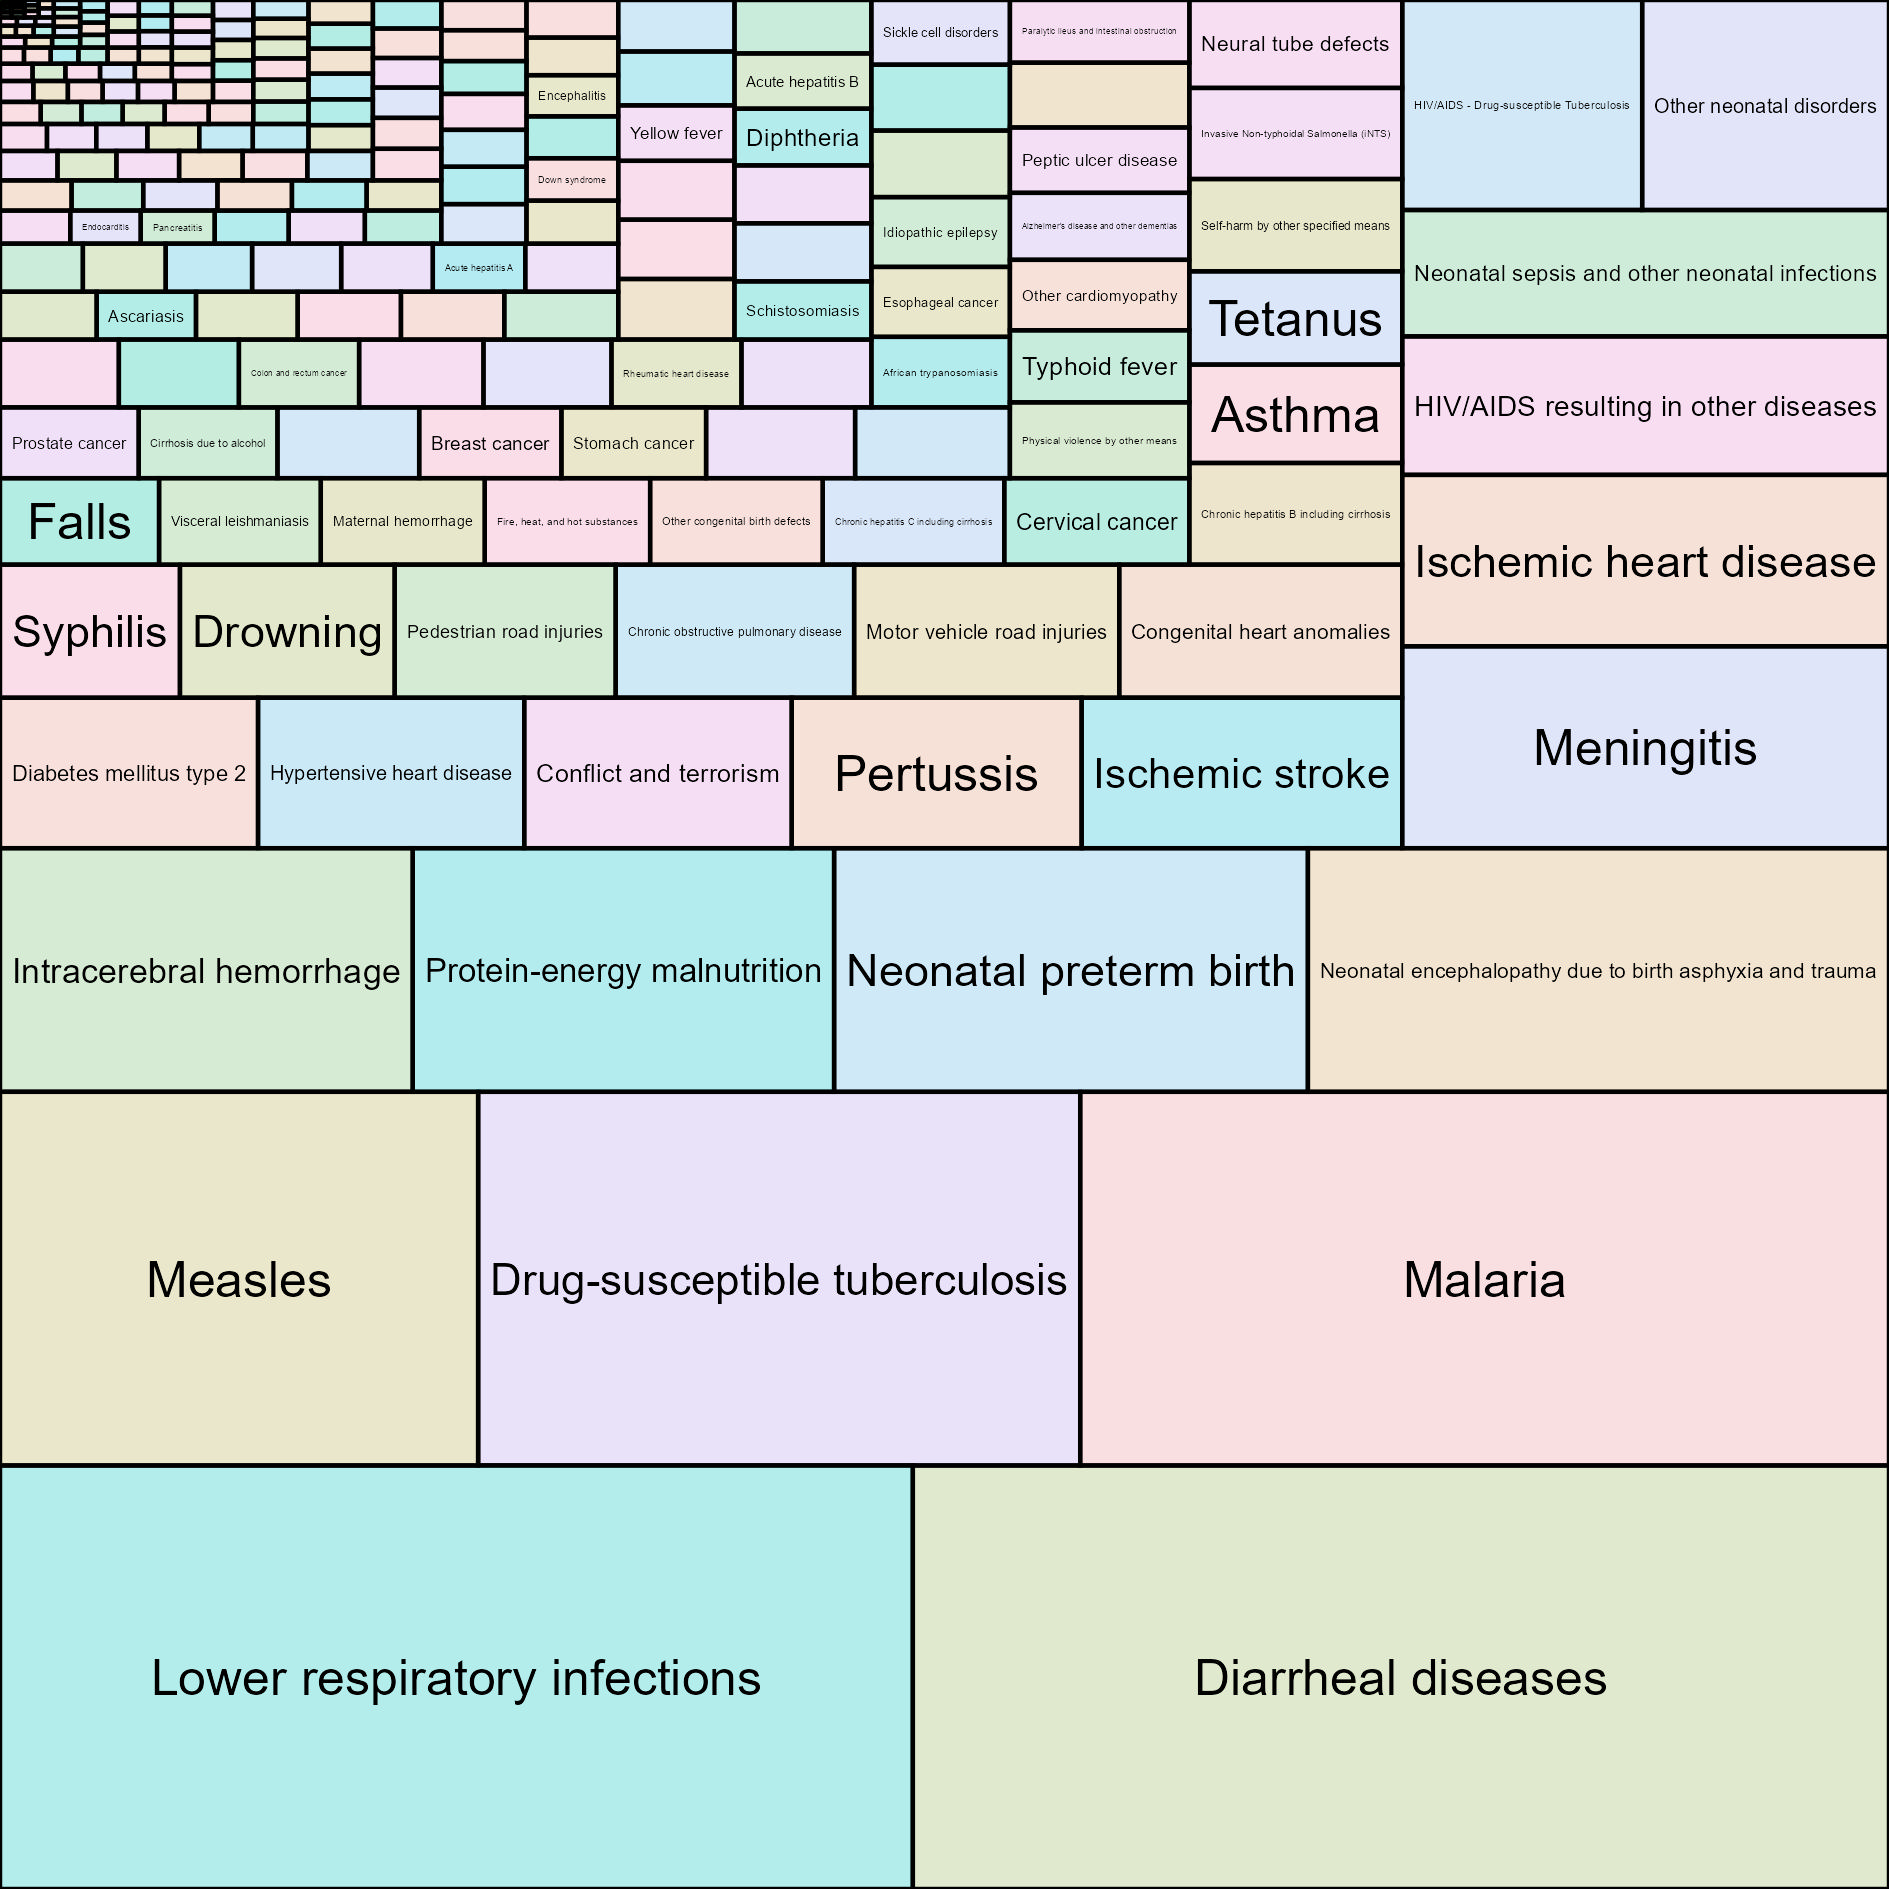 Sickle cell disorders
Paralytic ileus and intestinal obstruction
Neural tube defects
HIV/AIDS - Drug-susceptible Tuberculosis
Other neonatal disorders
Acute hepatitis B
Encephalitis
Yellow fever
Diphtheria
Invasive Non-typhoidal Salmonella (iNTS)
Peptic ulcer disease
Down syndrome
Endocarditis
Pancreatitis
Idiopathic epilepsy
Alzheimer's disease and other dementias
Self-harm by other specified means
Acute hepatitis A
Neonatal sepsis and other neonatal infections
Ascariasis
Schistosomiasis
Esophageal cancer
Other cardiomyopathy
Tetanus
Colon and rectum cancer
Rheumatic heart disease
African trypanosomiasis
Typhoid fever
Asthma
HIV/AIDS resulting in other diseases
Prostate cancer
Cirrhosis due to alcohol
Breast cancer
Stomach cancer
Physical violence by other means
Falls
Visceral leishmaniasis
Maternal hemorrhage
Fire, heat, and hot substances
Other congenital birth defects
Chronic hepatitis C including cirrhosis
Cervical cancer
Chronic hepatitis B including cirrhosis
Ischemic heart disease
Syphilis
Drowning
Pedestrian road injuries
Chronic obstructive pulmonary disease
Motor vehicle road injuries
Congenital heart anomalies
Meningitis
Diabetes mellitus type 2
Hypertensive heart disease
Conflict and terrorism
Pertussis
Ischemic stroke
Intracerebral hemorrhage
Protein-energy malnutrition
Neonatal preterm birth
Neonatal encephalopathy due to birth asphyxia and trauma
Measles
Drug-susceptible tuberculosis
Malaria
Lower respiratory infections
Diarrheal diseases